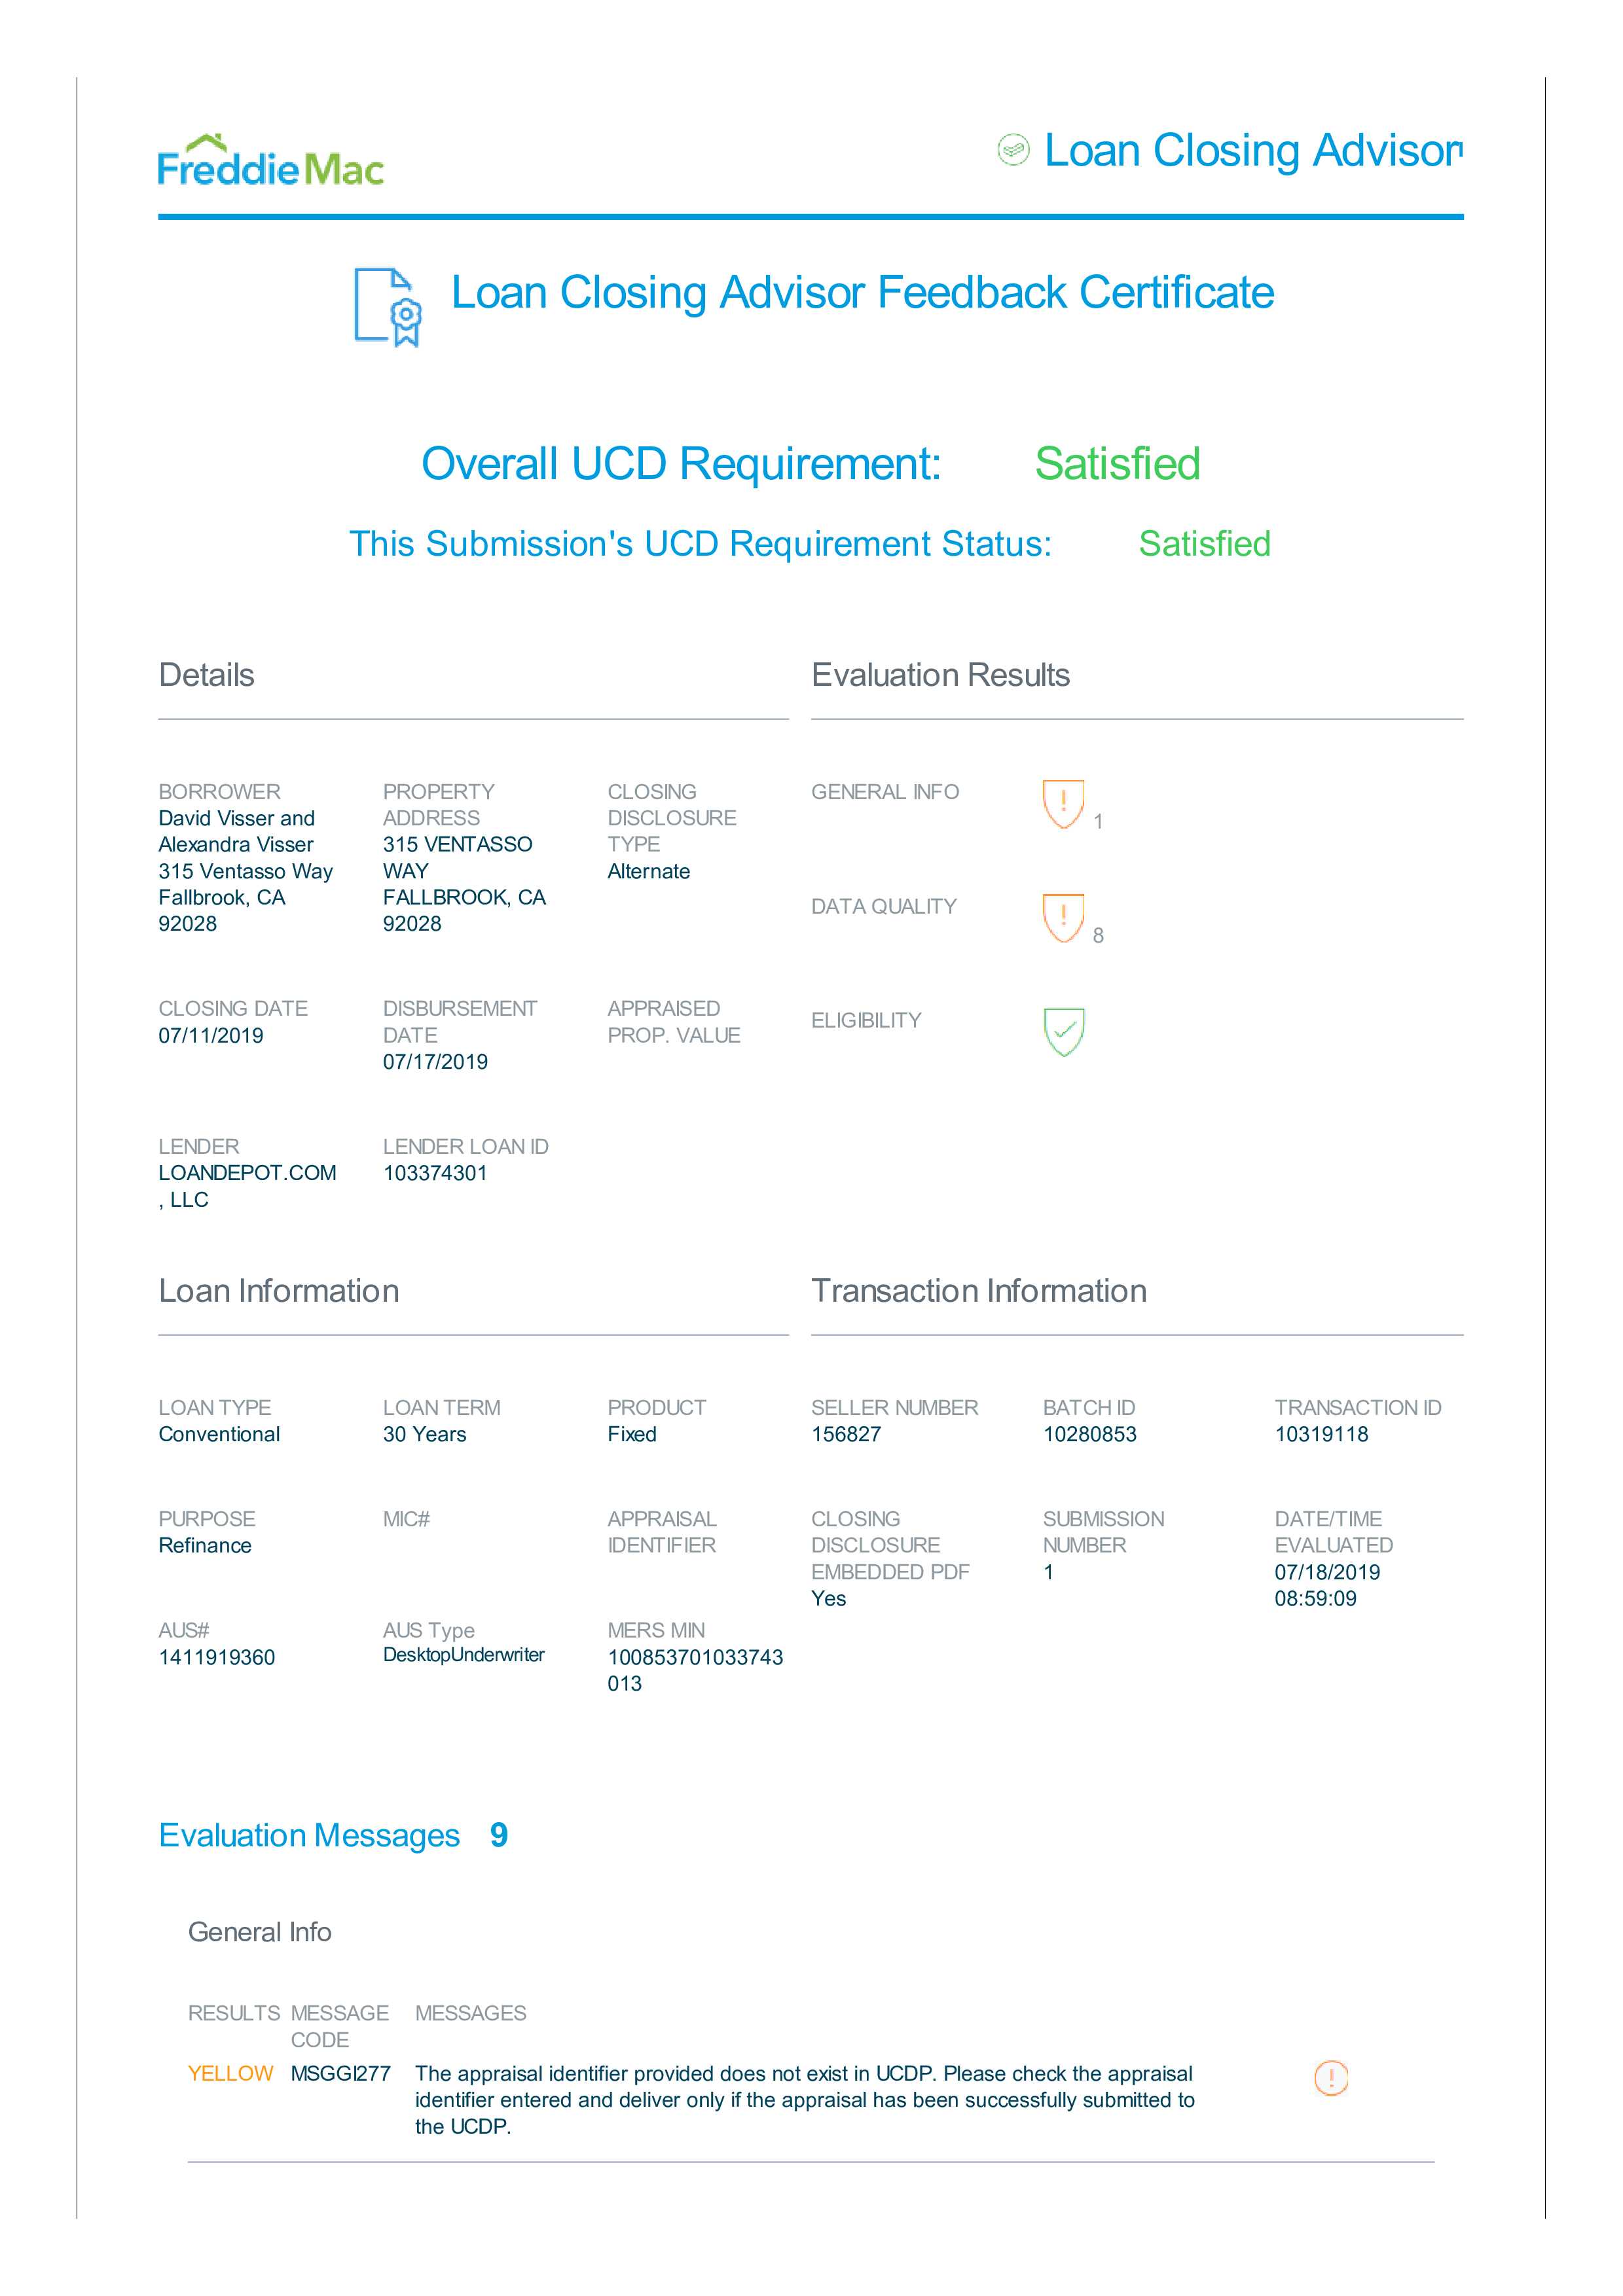 FreddieMac
Loan Closing Advisor
Loan Closing Advisor Feedback Certificate
Overall UCD Requirement: Satisfied
This Submission's UCD Requirement Status: Satisfied
Details
BORROWER
David Visser and
Alexandra Visser
315 Ventasso Way
Fallbrook, CA
92028
PROPERTY
ADDRESS
315 VENTASSO
WAY
FALLBROOK, CA
92028
CLOSING
DISCLOSURE
TYPE
Alternate
CLOSING DATE
07/11/2019
DISBURSEMENT
DATE
07/17/2019
APPRAISED
PROP. VALUE
LENDER
LOANDEPOT.COM
, LLC
LENDER LOAN ID
103374301
Evaluation Results
GENERAL INFO 1
DATA QUALITY 8
ELIGIBILITY
Loan Information
LOAN TYPE
Conventional
LOAN TERM
30 Years
PRODUCT
Fixed
PURPOSE
Refinance
MIC#
APPRAISAL
IDENTIFIER
AUS#
1411919360
AUS Type
DesktopUnderwriter
MERS MIN
100853701033743
013
Transaction Information
SELLER NUMBER
156827
BATCH ID
10280853
TRANSACTION ID
10319118
CLOSING
DISCLOSURE
EMBEDDED PDF
Yes
SUBMISSION
NUMBER
1
DATE/TIME
EVALUATED
07/18/2019
08:59:09
Evaluation Messages 9
General Info
RESULTS MESSAGE MESSAGES
CODE
YELLOW MSGGI277 The appraisal identifier provided does not exist in UCDP. Please check the appraisal
identifier entered and deliver only if the appraisal has been successfully submitted to
the UCDP.